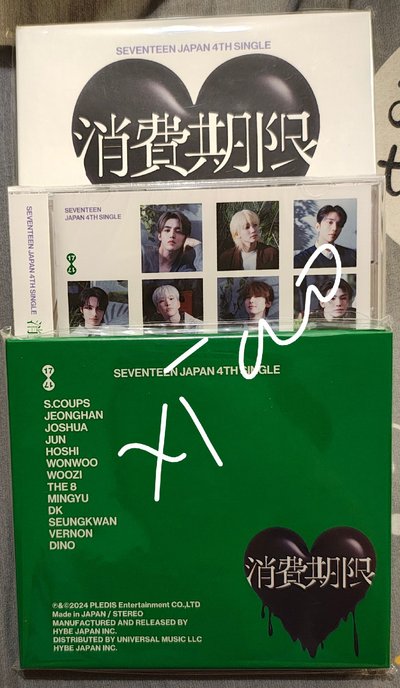 SEVENTEEN JAPAN 4TH SINGLE
消費期限
SEVENTEEN JAPAN 4TH SINGLE
SEVENTEEN
JAPAN 4TH SINGLE
17
17
SEVENTEEN JAPAN 4TH SINGLE
S.COUPS
JEONGHAN
JOSHUA
JUN
HOSHI
WONWOO
WOOZI
THE 8
MINGYU
DK
SEUNGKWAN
VERNON
DINO
xiao
消費期限
℗&©2024 PLEDIS Entertainment CO.,LTD
Made in JAPAN / STEREO
MANUFACTURED AND RELEASED BY
HYBE JAPAN INC.
DISTRIBUTED BY UNIVERSAL MUSIC LLC
HYBE JAPAN INC.